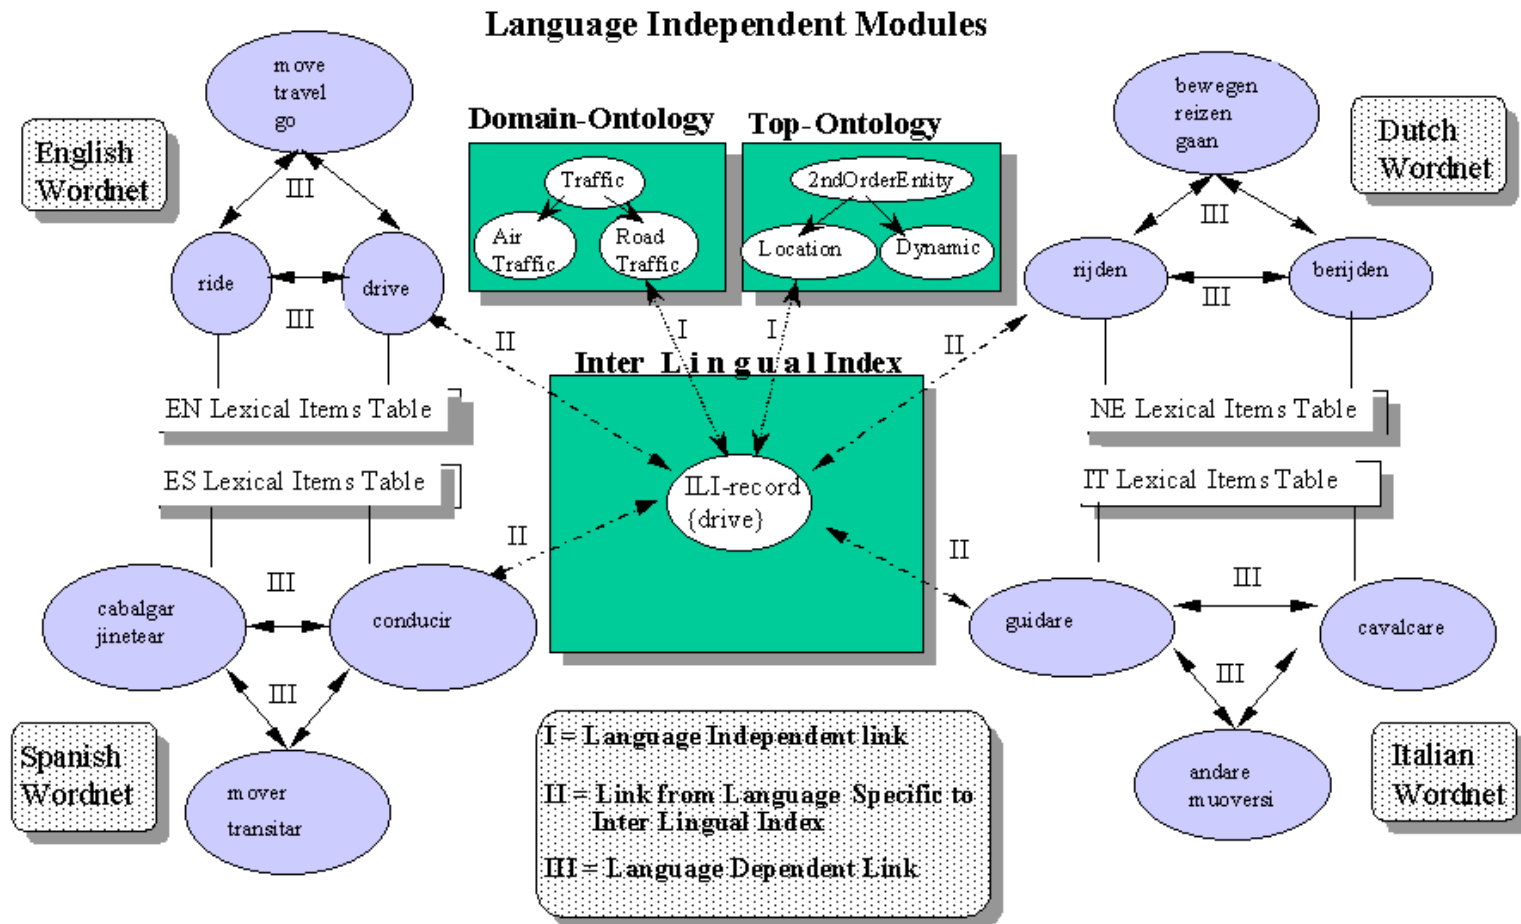 Language Independent Modules
move
travel
go
English
Wordnet
III
ride
drive
III
EN Lexical Items Table
Domain-Ontology
Traffic
Air
Traffic
Road
Traffic
Top-Ontology
2ndOrderEntity
Location
Dynamic
bewegen
reizen
gaan
Dutch
Wordnet
III
rijden
berijden
III
NE Lexical Items Table
I
I
II
II
Inter Lingual Index
ILI-record
{drive}
II
II
ES Lexical Items Table
III
cabalgar
jinetear
conducir
III
Spanish
Wordnet
mover
transitar
IT Lexical Items Table
III
guidare
cavalcare
III
andare
muoversi
Italian
Wordnet
I = Language Independent link
II = Link from Language Specific to
Inter Lingual Index
III = Language Dependent Link